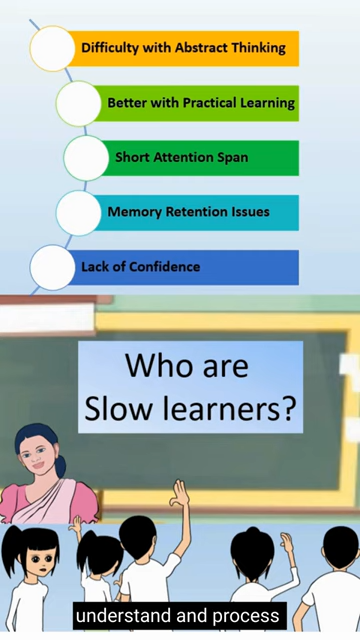 Difficulty with Abstract Thinking
Better with Practical Learning
Short Attention Span
Memory Retention Issues
Lack of Confidence
Who are
Slow learners?
understand and process